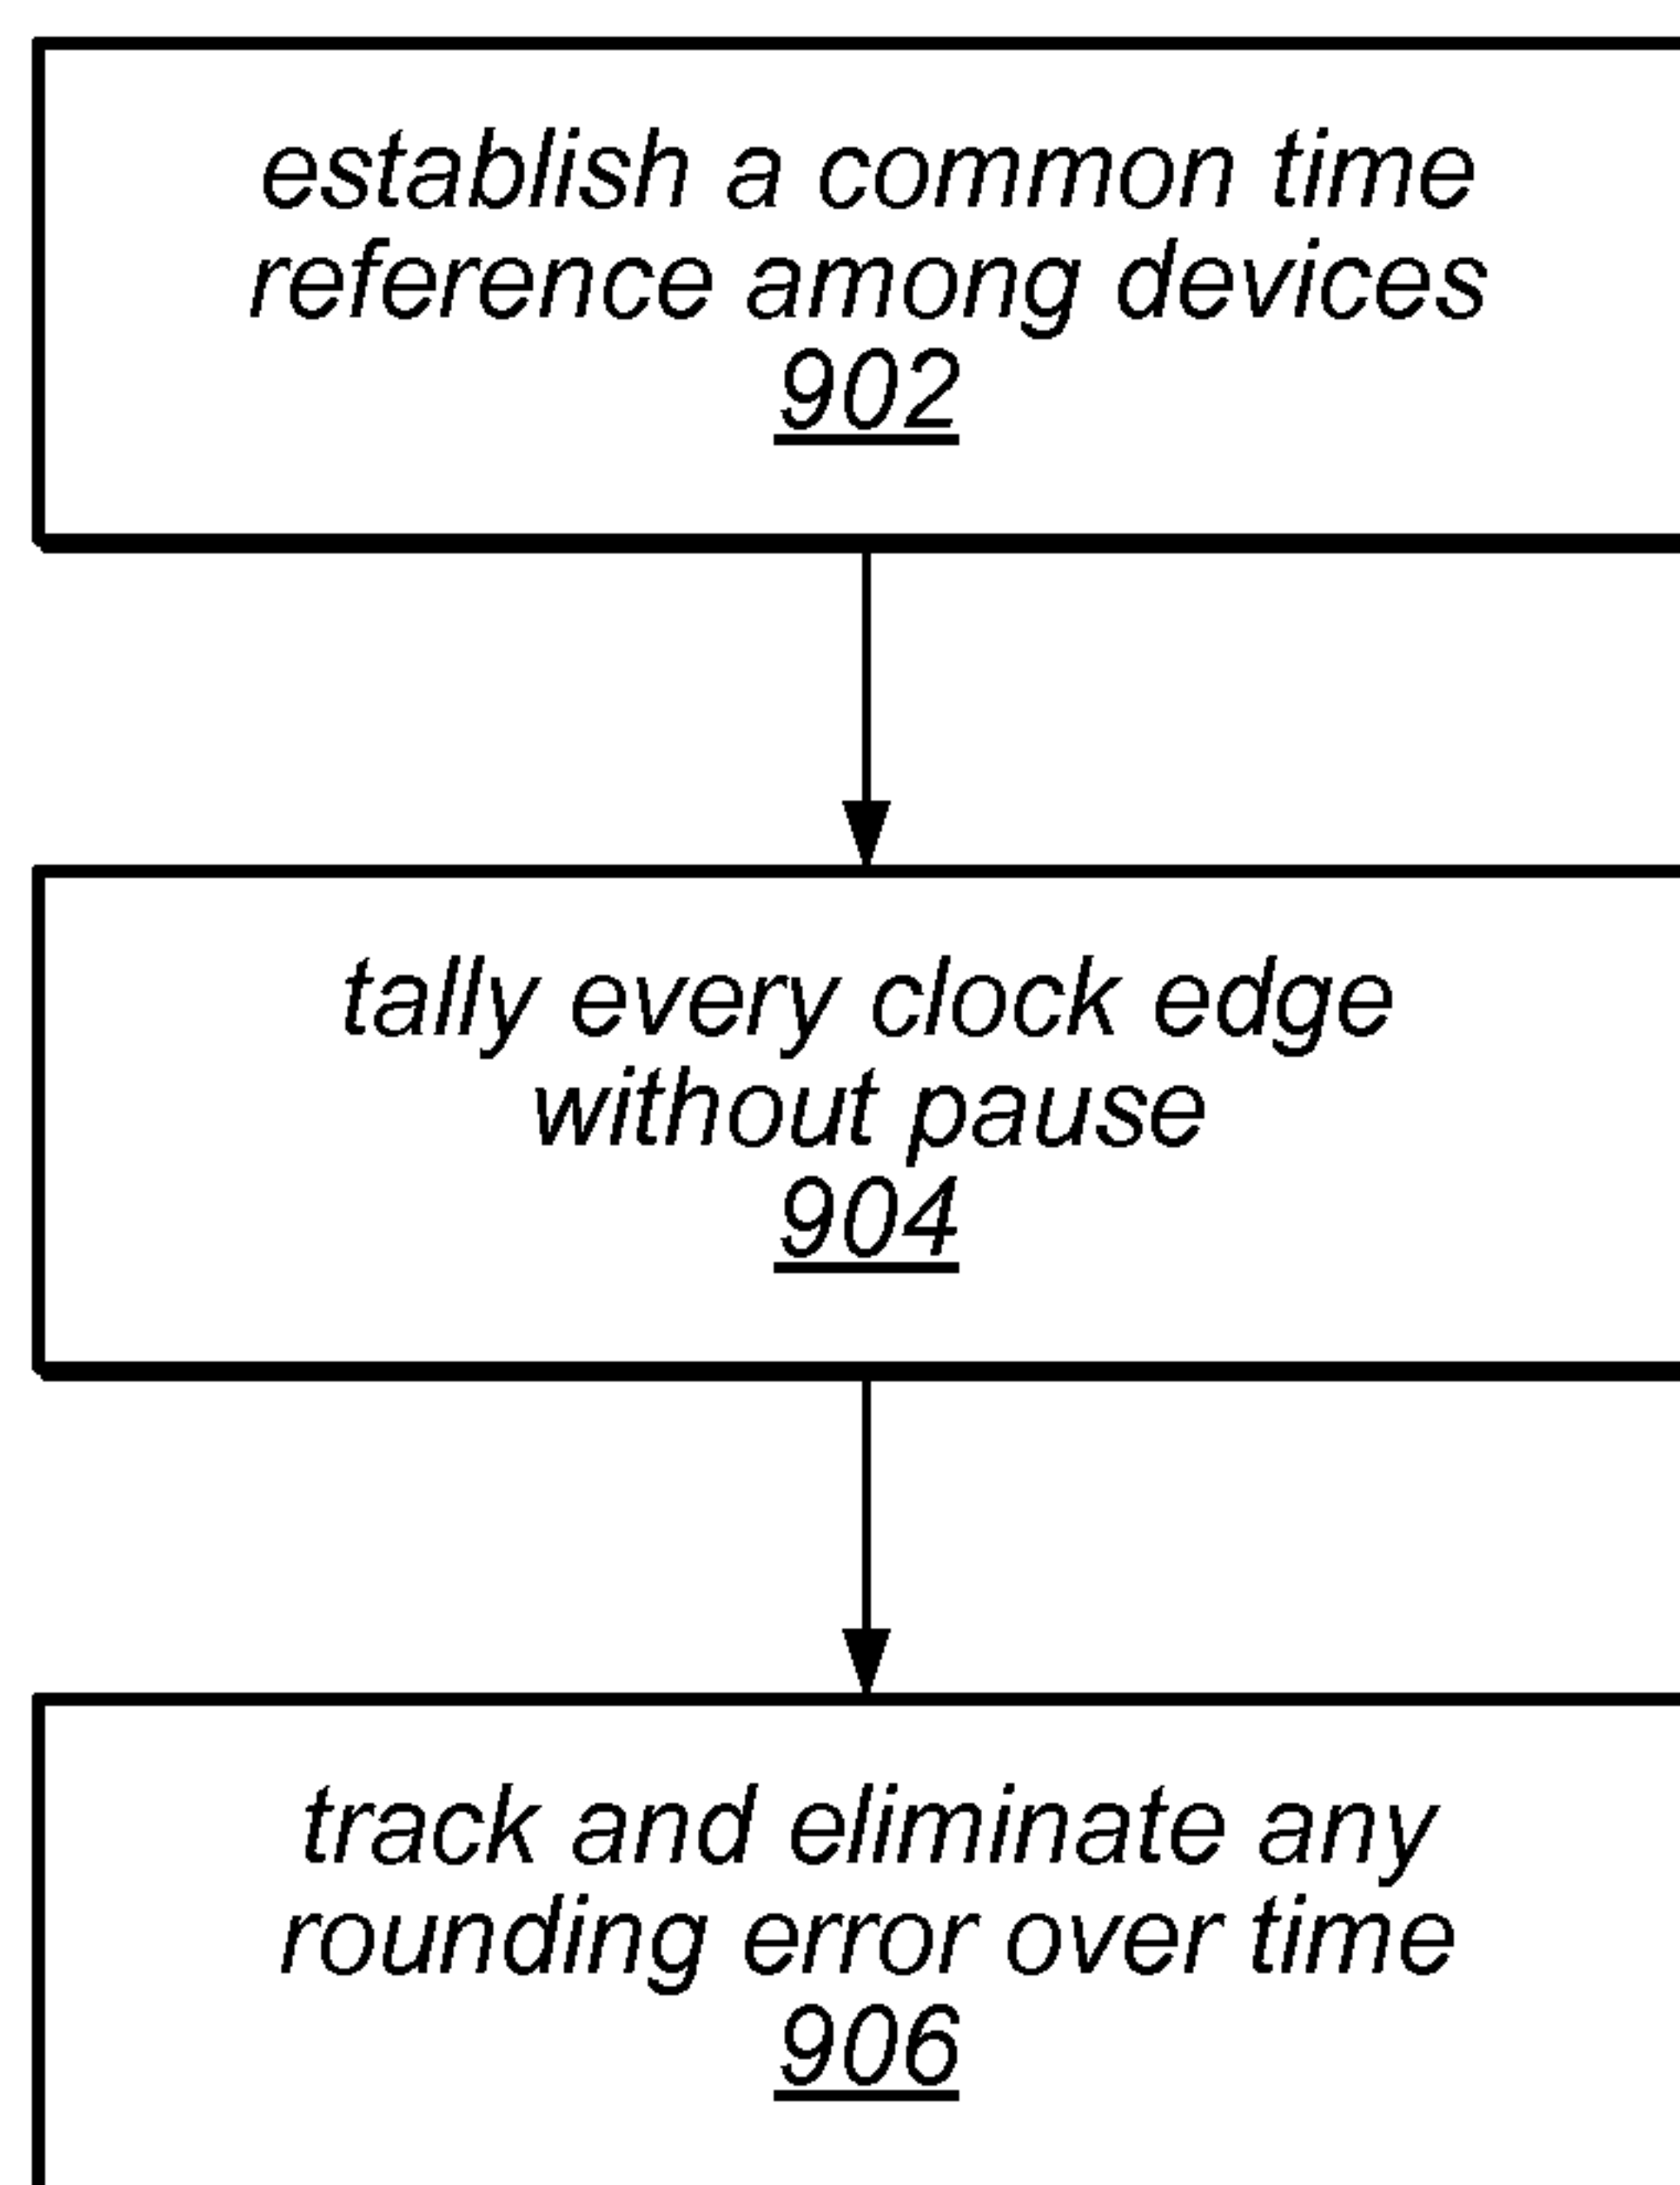 establish a common time
reference among devices
902
tally every clock edge
without pause
904
track and eliminate any
rounding error over time
906